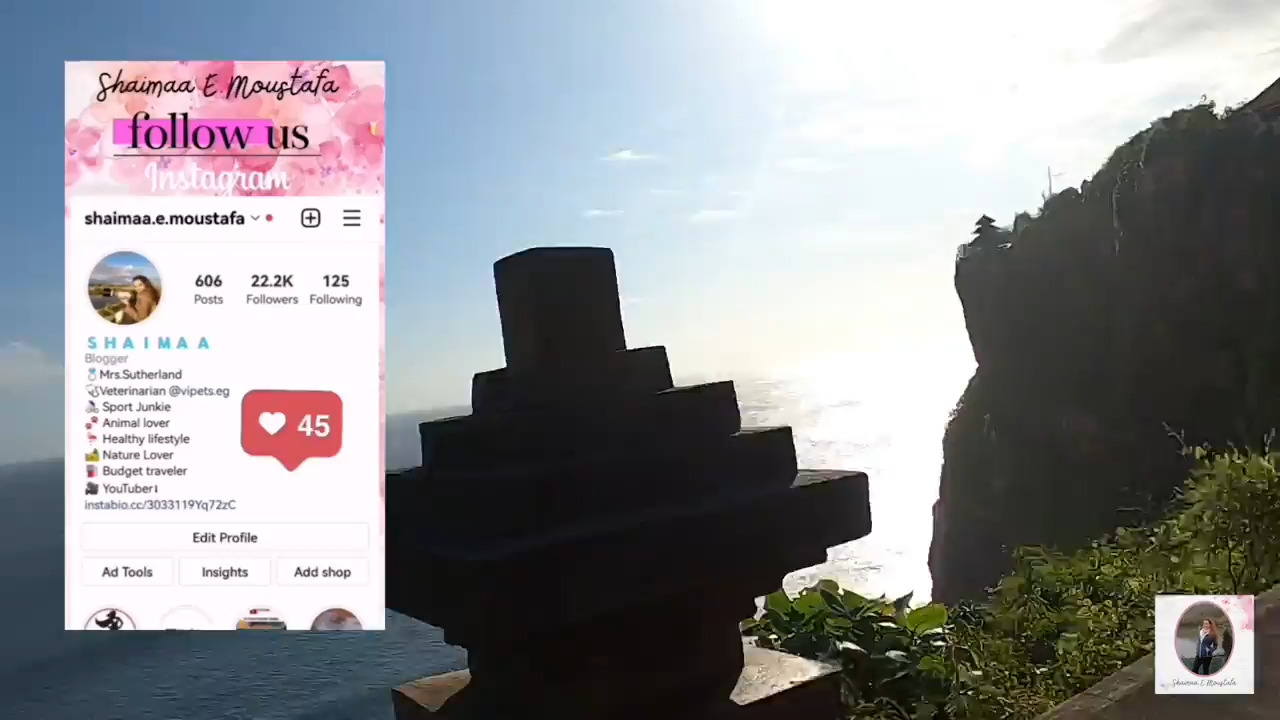 Shaimaa E. Moustafa
follow us
Instagram
shaimaa.e.moustafa
606 22.2K 125
Posts Followers Following
SHAIMAA
Blogger
Mrs.Sutherland
Veterinarian @vipets.eg
Sport Junkie
Animal lover
Healthy lifestyle
Nature Lover
Budget traveler
YouTuber
instabio.cc/3033119Yq72zC
45
Edit Profile
Ad Tools Insights Add shop
Shaimaa E. Moustafa